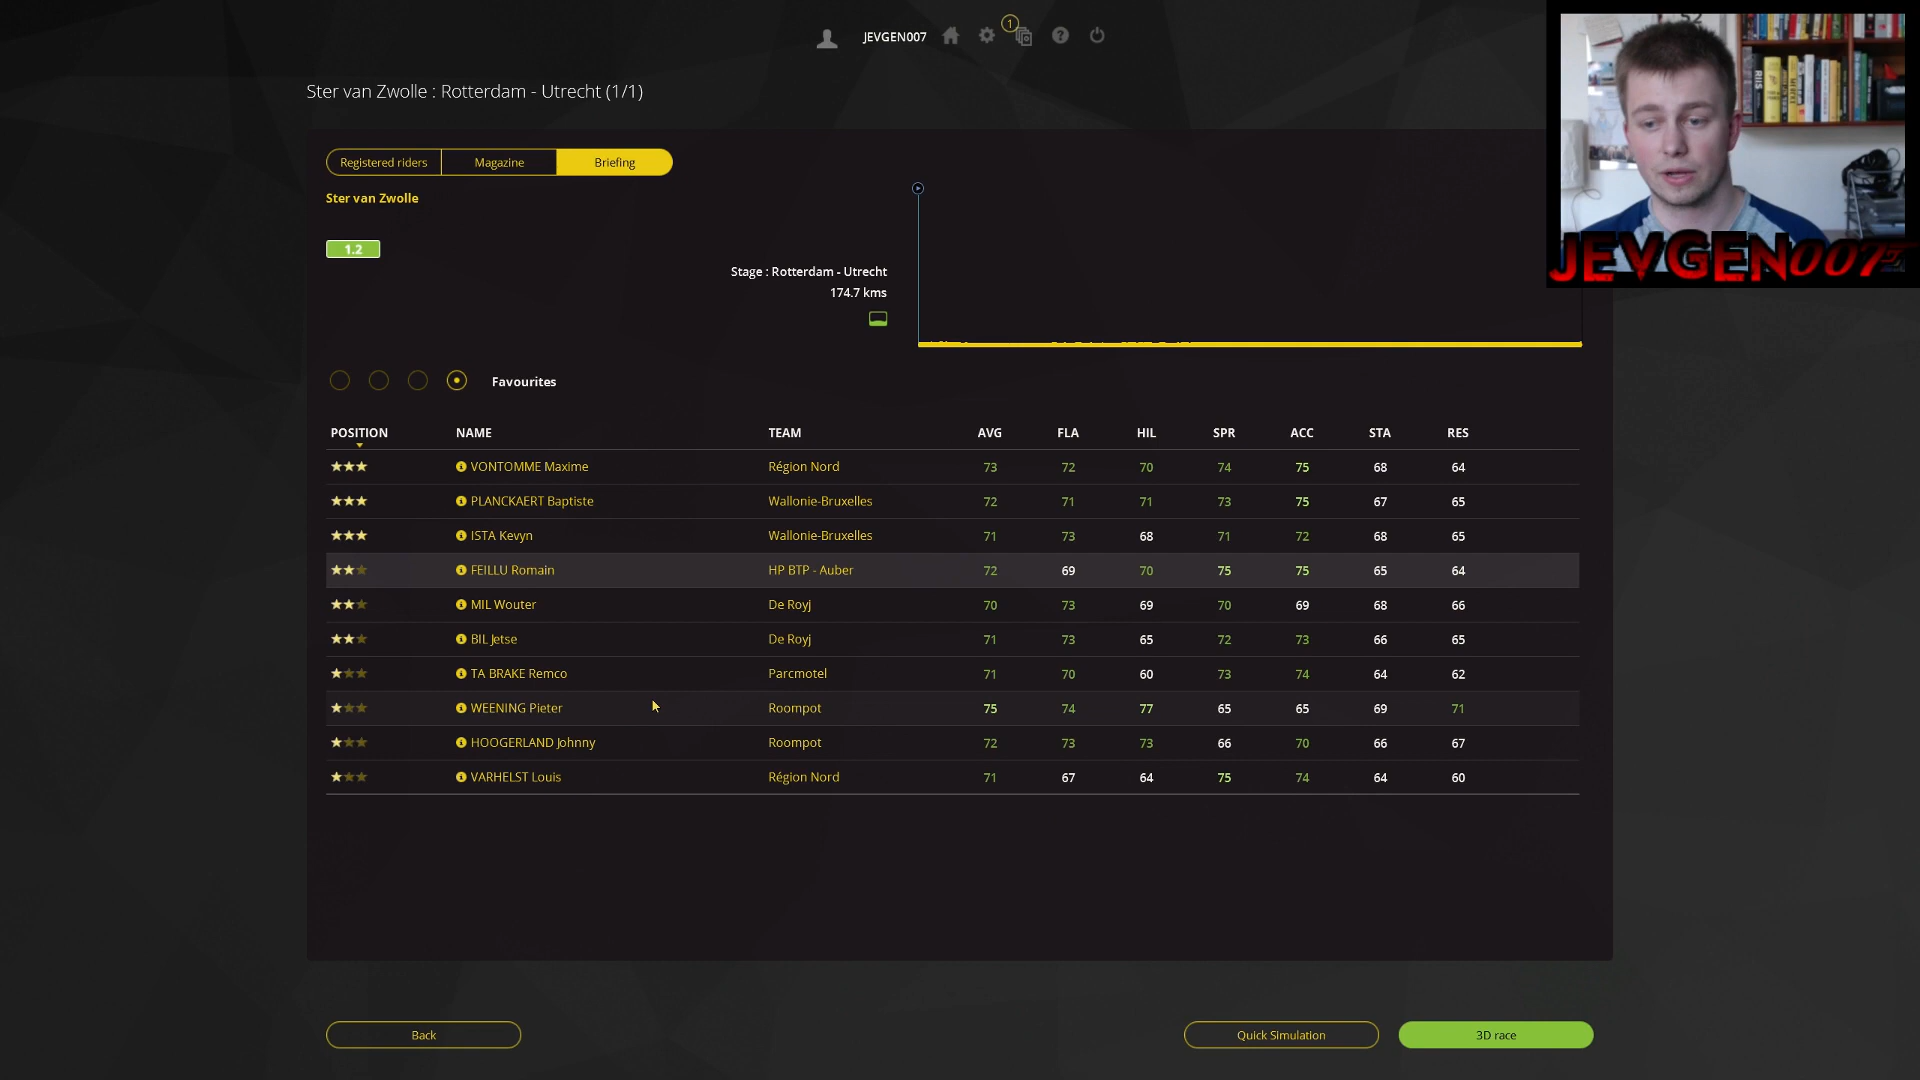 1
JEVGEN007
Ster van Zwolle : Rotterdam - Utrecht (1/1)
Registered riders Magazine Briefing
Ster van Zwolle
1.2
Stage : Rotterdam - Utrecht
174.7 kms
JEVGEN007
Favourites
POSITION NAME TEAM AVG FLA HIL SPR ACC STA RES
VONTOMME Maxime Région Nord 73 72 70 74 75 68 64
PLANCKAERT Baptiste Wallonie-Bruxelles 72 71 71 73 75 67 65
ISTA Kevyn Wallonie-Bruxelles 71 73 68 71 72 68 65
FEILLU Romain HP BTP - Auber 72 69 70 75 75 65 64
MIL Wouter De Royj 70 73 69 70 69 68 66
BIL Jetse De Royj 71 73 65 72 73 66 65
TA BRAKE Remco Parcmotel 71 70 60 73 74 64 62
WEENING Pieter Roompot 75 74 77 65 65 69 71
HOOGERLAND Johnny Roompot 72 73 73 66 70 66 67
VARHELST Louis Région Nord 71 67 64 75 74 64 60
Back Quick Simulation 3D race